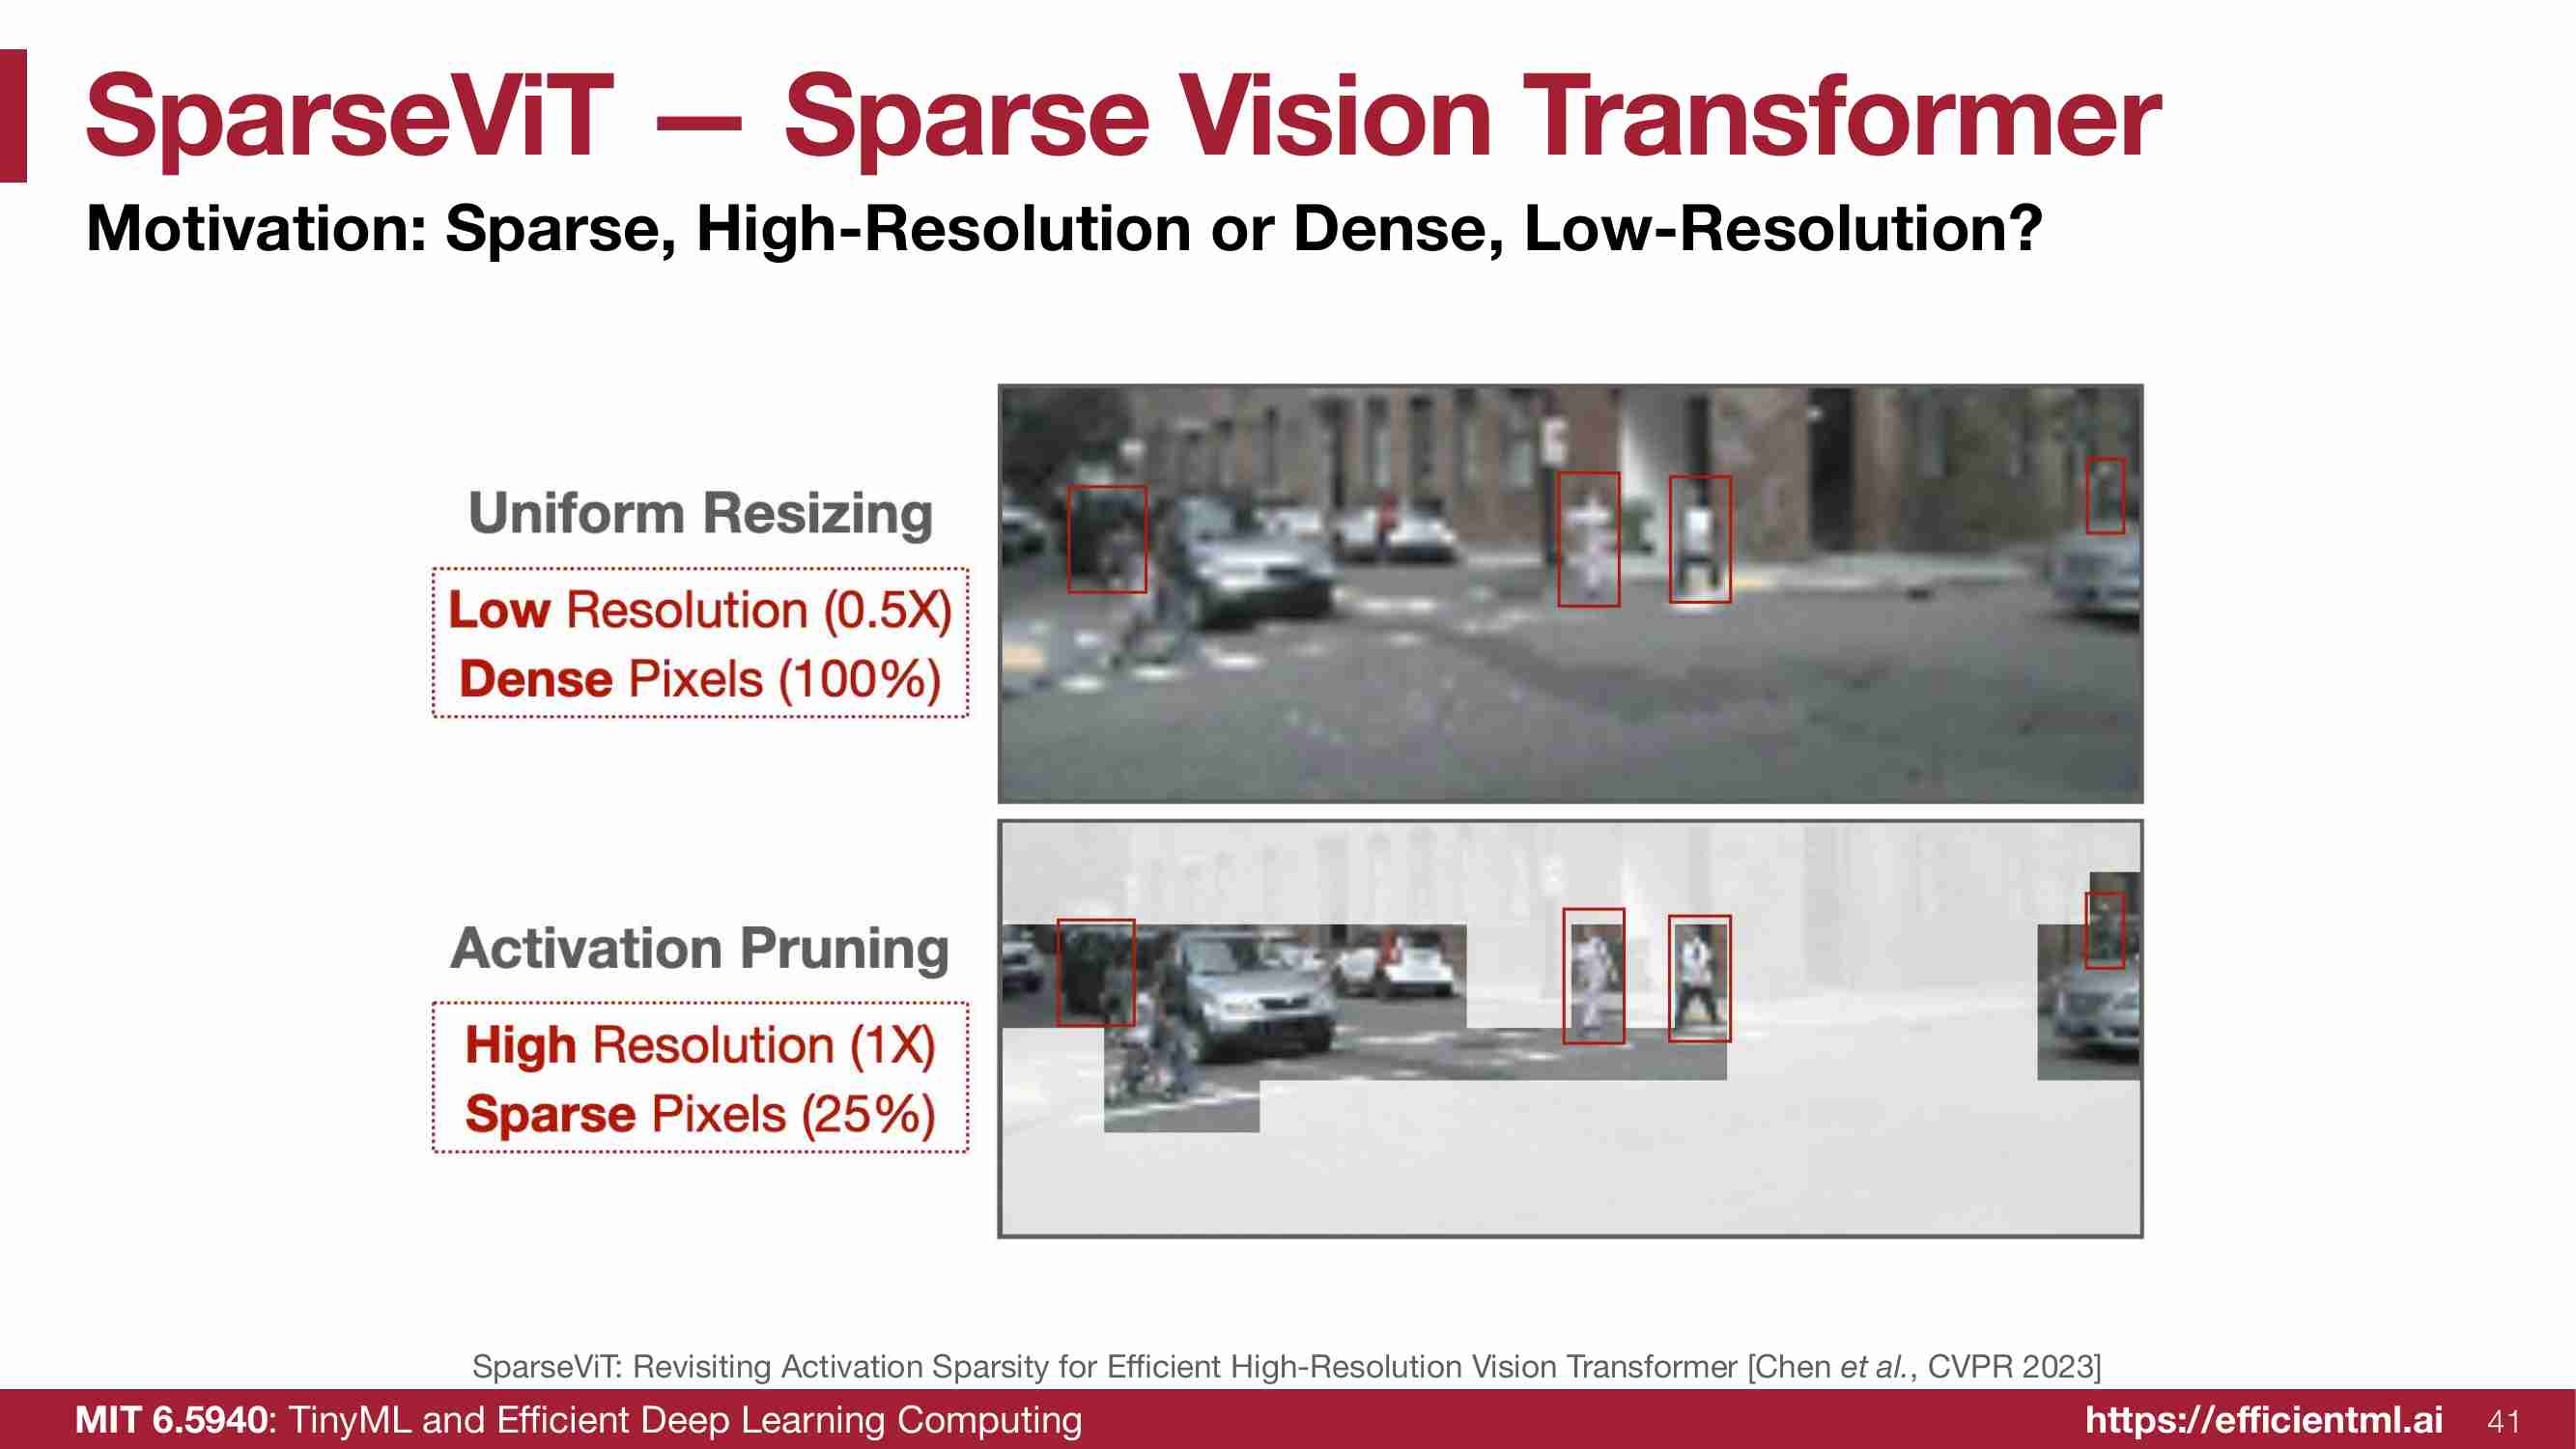 SparseViT — Sparse Vision Transformer
Motivation: Sparse, High-Resolution or Dense, Low-Resolution?
Uniform Resizing
Low Resolution (0.5X)
Dense Pixels (100%)
Activation Pruning
High Resolution (1X)
Sparse Pixels (25%)
SparseViT: Revisiting Activation Sparsity for Efficient High-Resolution Vision Transformer [Chen et al., CVPR 2023]
MIT 6.5940: TinyML and Efficient Deep Learning Computing
https://efficientml.ai 41